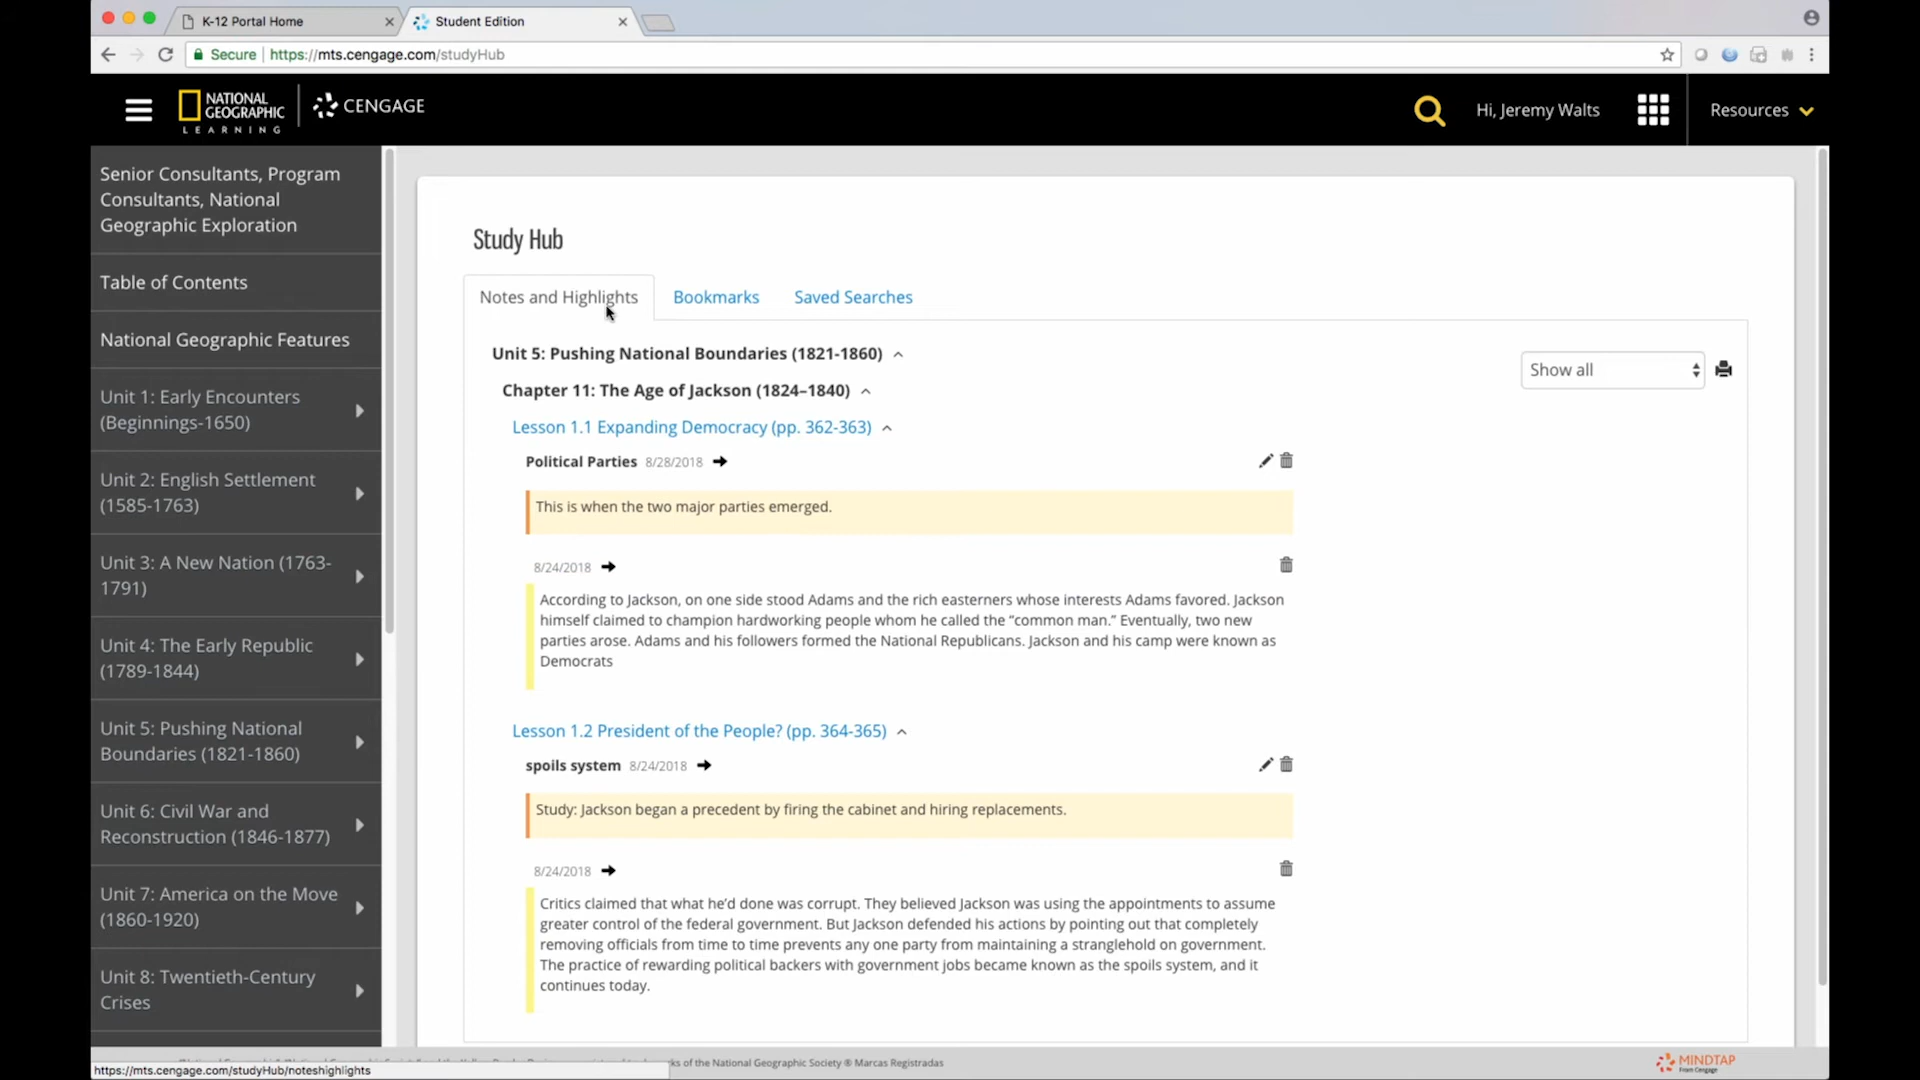 K-12 Portal Home
Student Edition
Secure
https://mts.cengage.com/studyHub
NATIONAL
GEOGRAPHIC
LEARNING
CENGAGE
Hi, Jeremy Walts
Resources
Senior Consultants, Program
Consultants, National
Geographic Exploration
Table of Contents
National Geographic Features
Unit 1: Early Encounters
(Beginnings-1650)
Unit 2: English Settlement
(1585-1763)
Unit 3: A New Nation (1763-
1791)
Unit 4: The Early Republic
(1789-1844)
Unit 5: Pushing National
Boundaries (1821-1860)
Unit 6: Civil War and
Reconstruction (1846-1877)
Unit 7: America on the Move
(1860-1920)
Unit 8: Twentieth-Century
Crises
Study Hub
Notes and Highlights
Bookmarks
Saved Searches
Unit 5: Pushing National Boundaries (1821-1860)
Show all
Chapter 11: The Age of Jackson (1824–1840)
Lesson 1.1 Expanding Democracy (pp. 362-363)
Political Parties 8/28/2018
This is when the two major parties emerged.
8/24/2018
According to Jackson, on one side stood Adams and the rich easterners whose interests Adams favored. Jackson
himself claimed to champion hardworking people whom he called the “common man.” Eventually, two new
parties arose. Adams and his followers formed the National Republicans. Jackson and his camp were known as
Democrats
Lesson 1.2 President of the People? (pp. 364-365)
spoils system 8/24/2018
Study: Jackson began a precedent by firing the cabinet and hiring replacements.
8/24/2018
Critics claimed that what he’d done was corrupt. They believed Jackson was using the appointments to assume
greater control of the federal government. But Jackson defended his actions by pointing out that completely
removing officials from time to time prevents any one party from maintaining a stranglehold on government.
The practice of rewarding political backers with government jobs became known as the spoils system, and it
continues today.
of the National Geographic Society ® Marcas Registradas
MINDTAP
From Cengage
https://mts.cengage.com/studyHub/noteshighlights